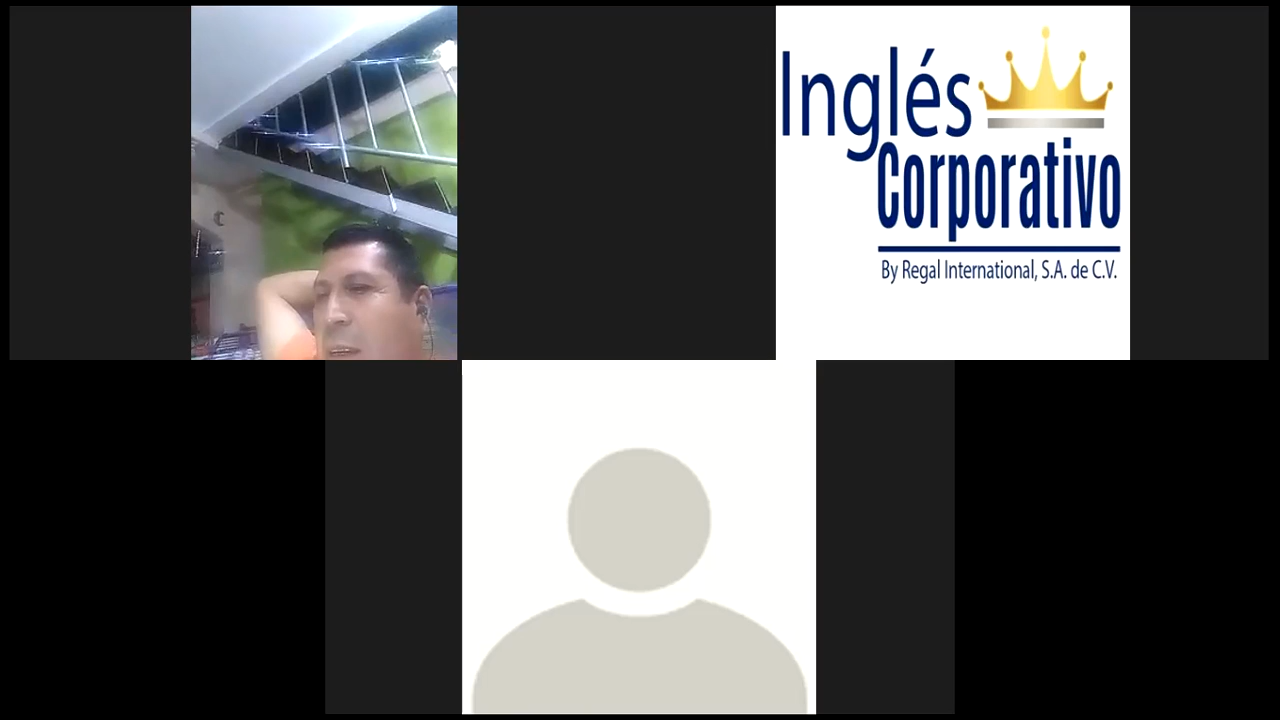 Inglés
Corporativo
By Regal International, S.A. de C.V.